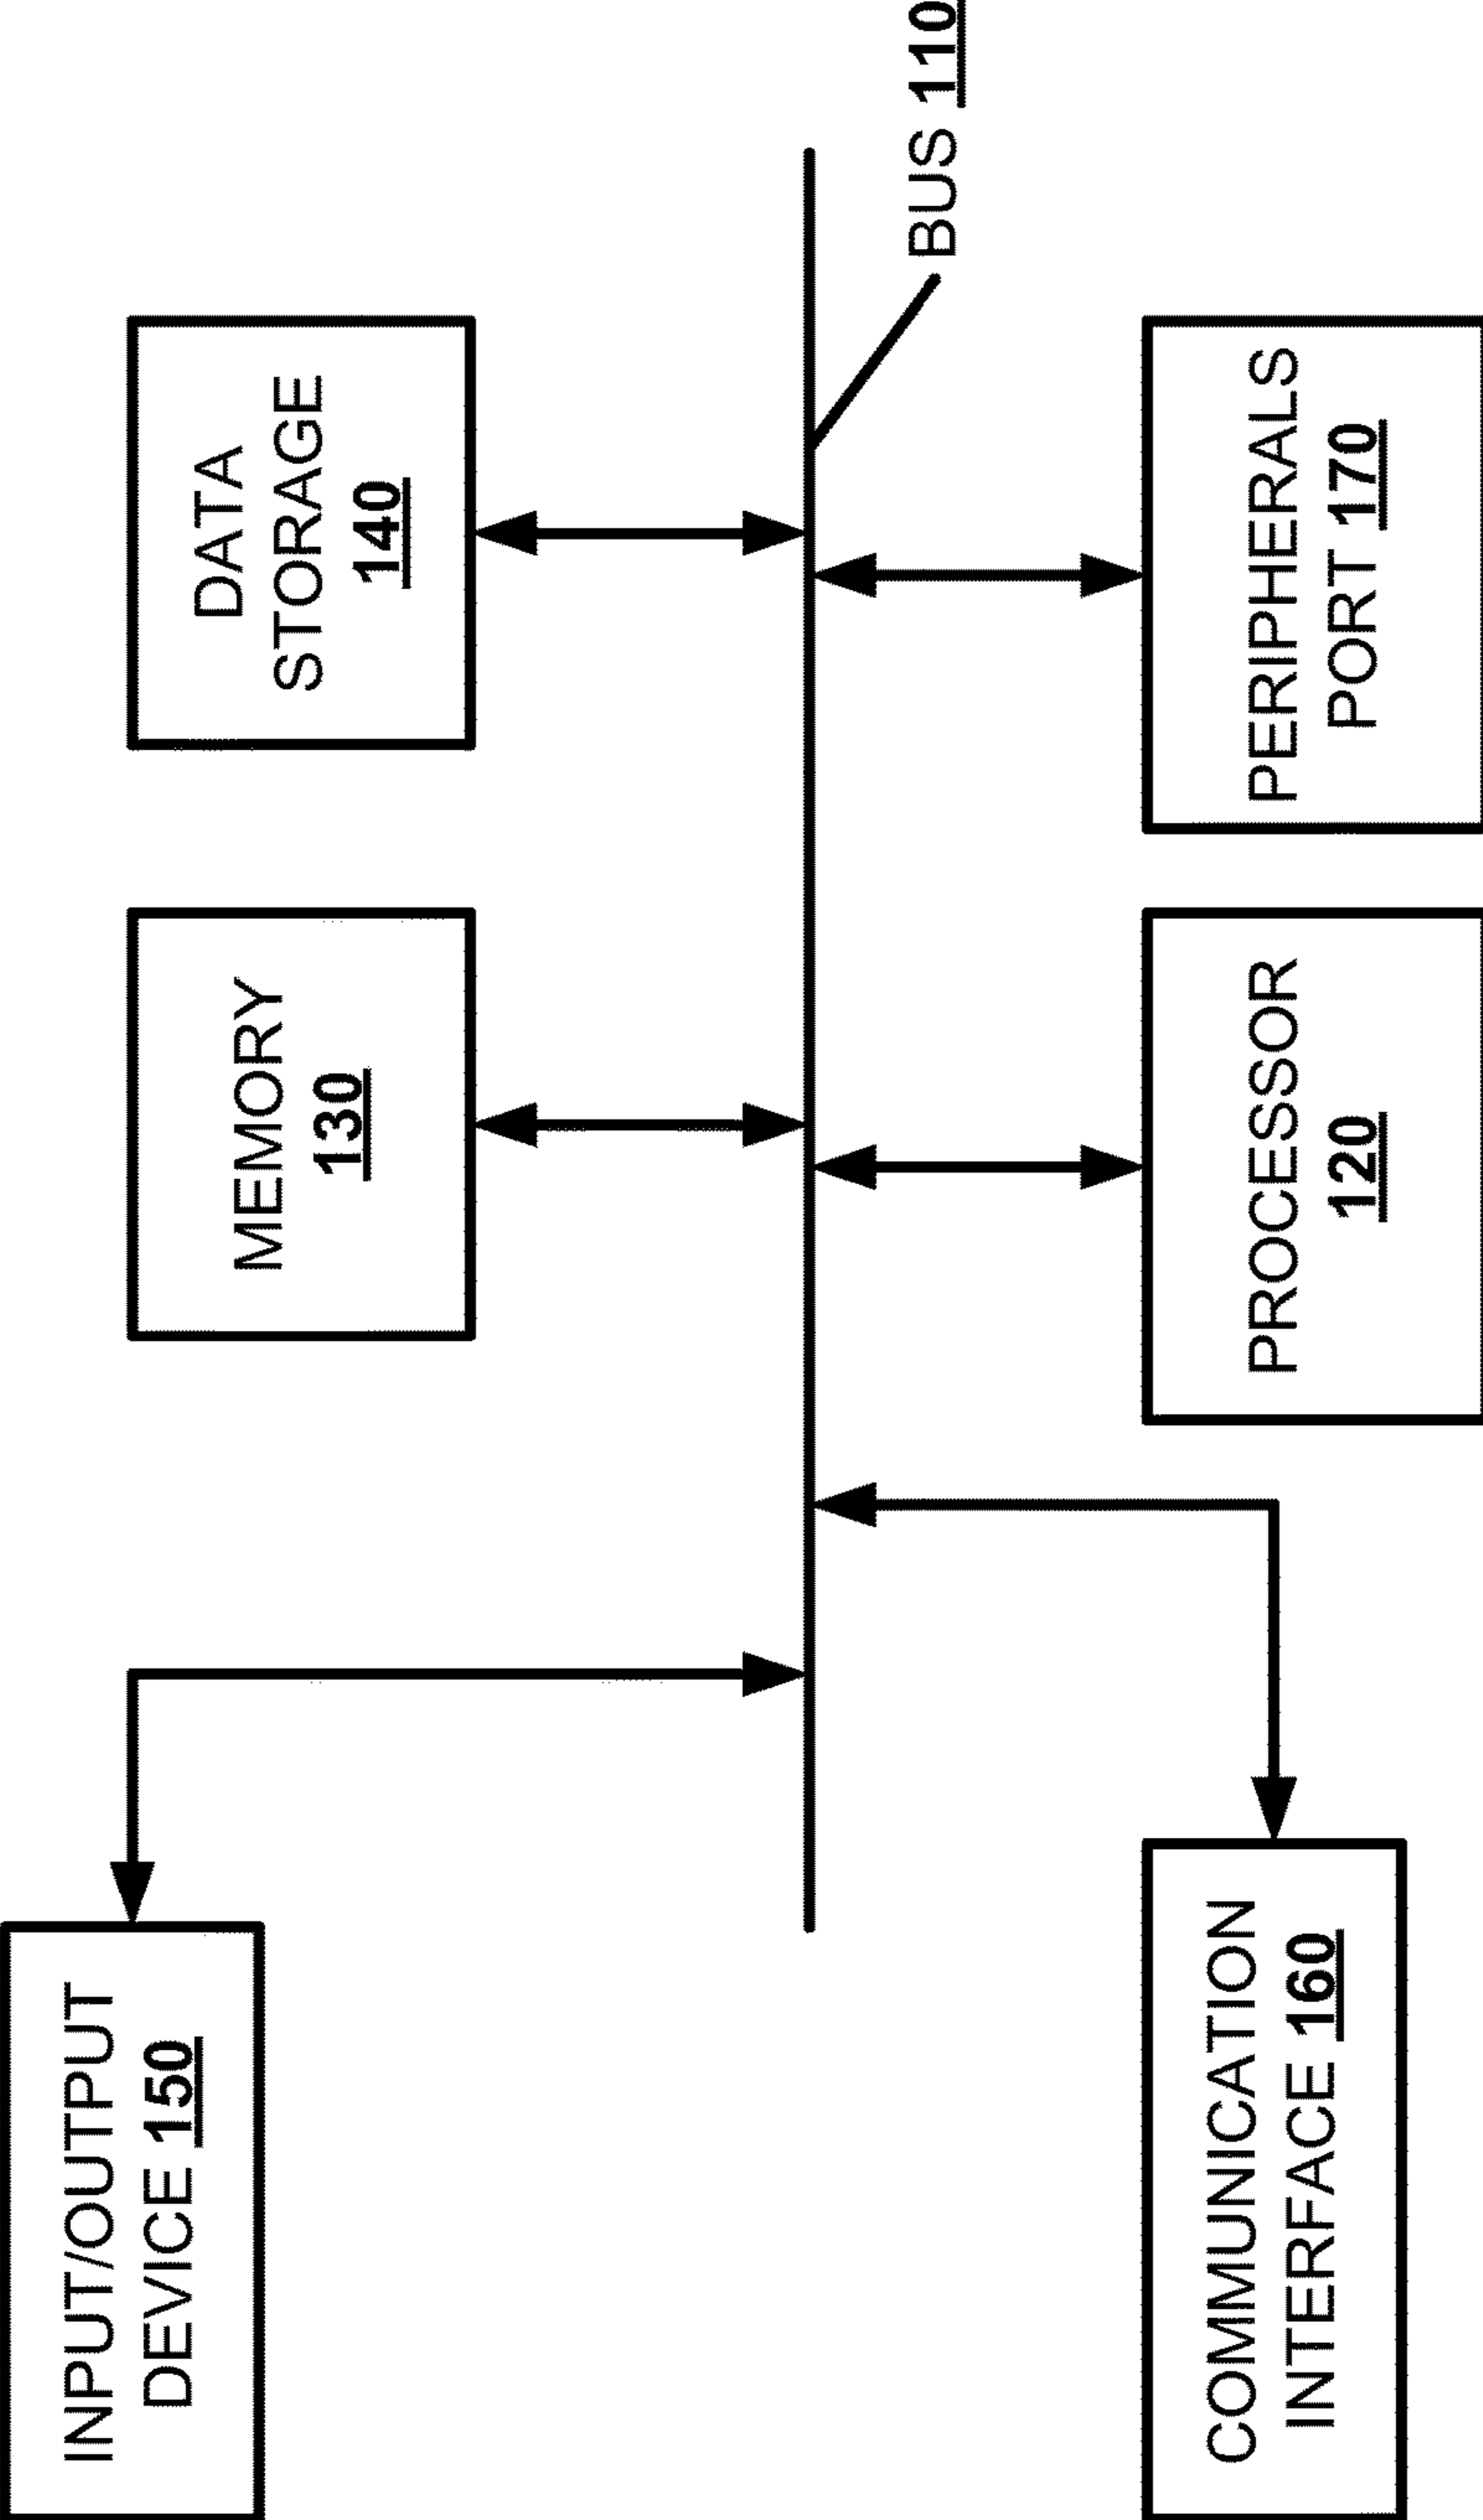 INPUT/OUTPUT
DEVICE 150
MEMORY
130
DATA
STORAGE
140
BUS 110
COMMUNICATION
INTERFACE 160
PROCESSOR
120
PERIPHERALS
PORT 170